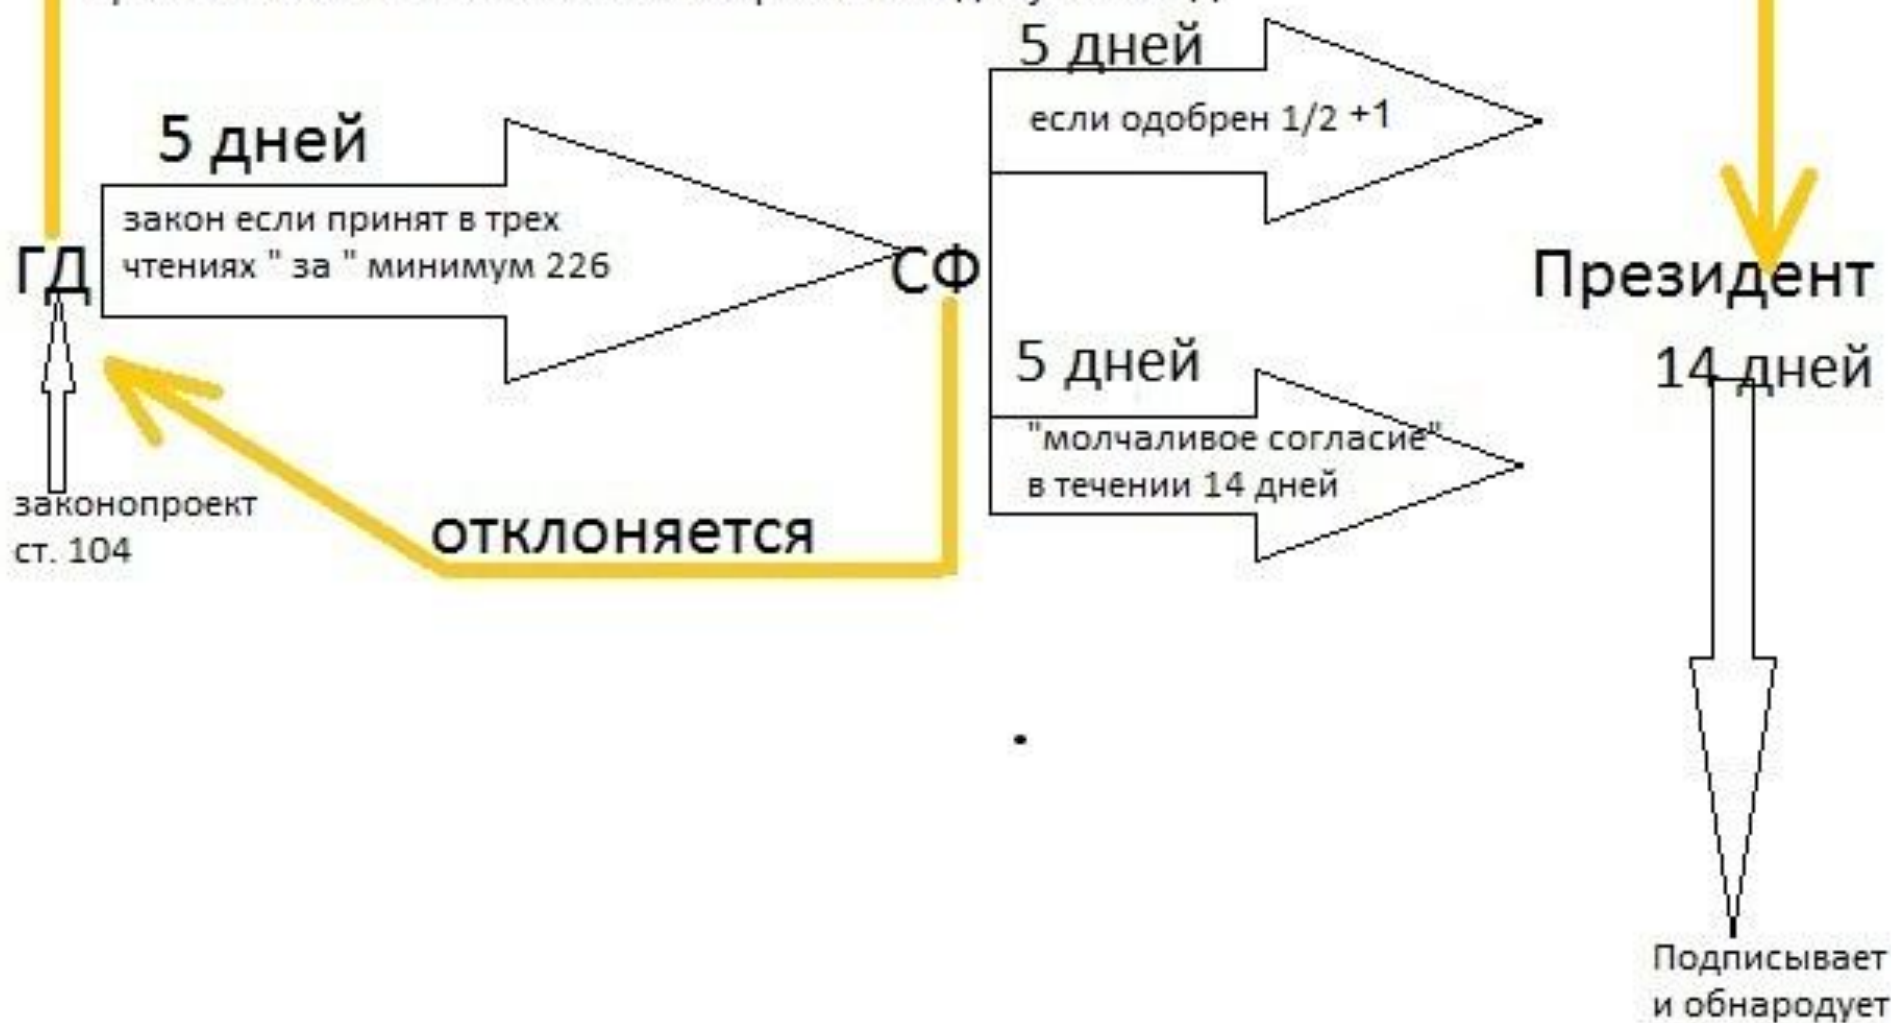 5 дней
если одобрен 1/2 +1
5 дней
закон если принят в трех
чтениях " за " минимум 226
ГД
СФ
Президент
5 дней
14 дней
"молчаливое согласие"
в течении 14 дней
законопроект
ст. 104
отклоняется
Подписывает
и обнародует